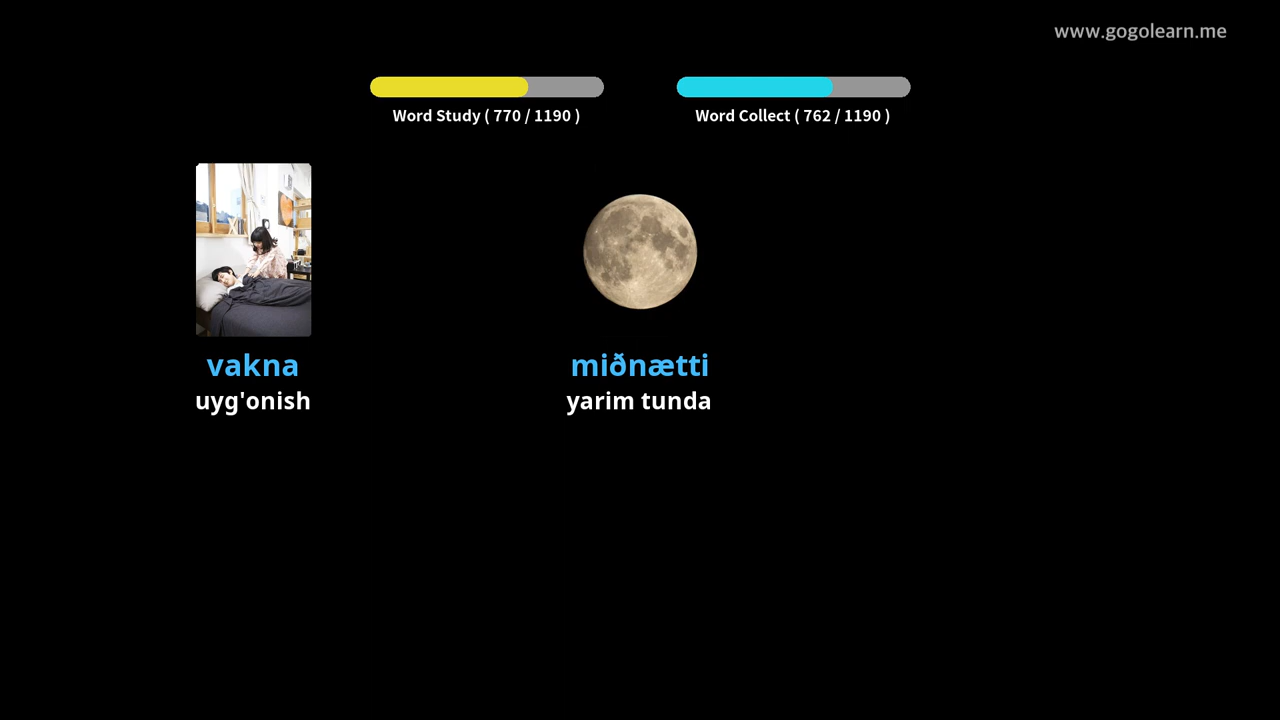 www.gogolearn.me
Word Study ( 770 / 1190 )
Word Collect ( 762 / 1190 )
vakna
uyg'onish
miðnætti
yarim tunda